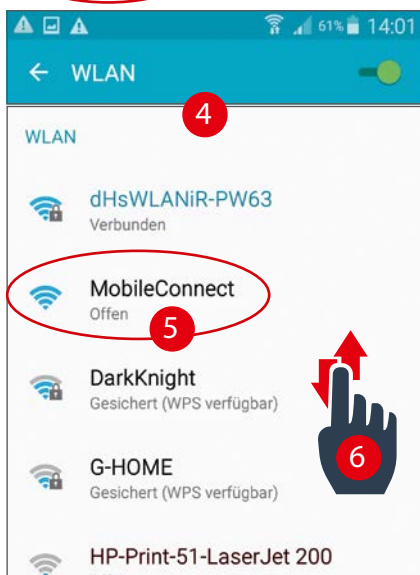 61% 14:01
WLAN
4
WLAN
dHsWLANiR-PW63
Verbunden
MobileConnect
Offen
5
DarkKnight
Gesichert (WPS verfügbar)
6
G-HOME
Gesichert (WPS verfügbar)
HP-Print-51-LaserJet 200